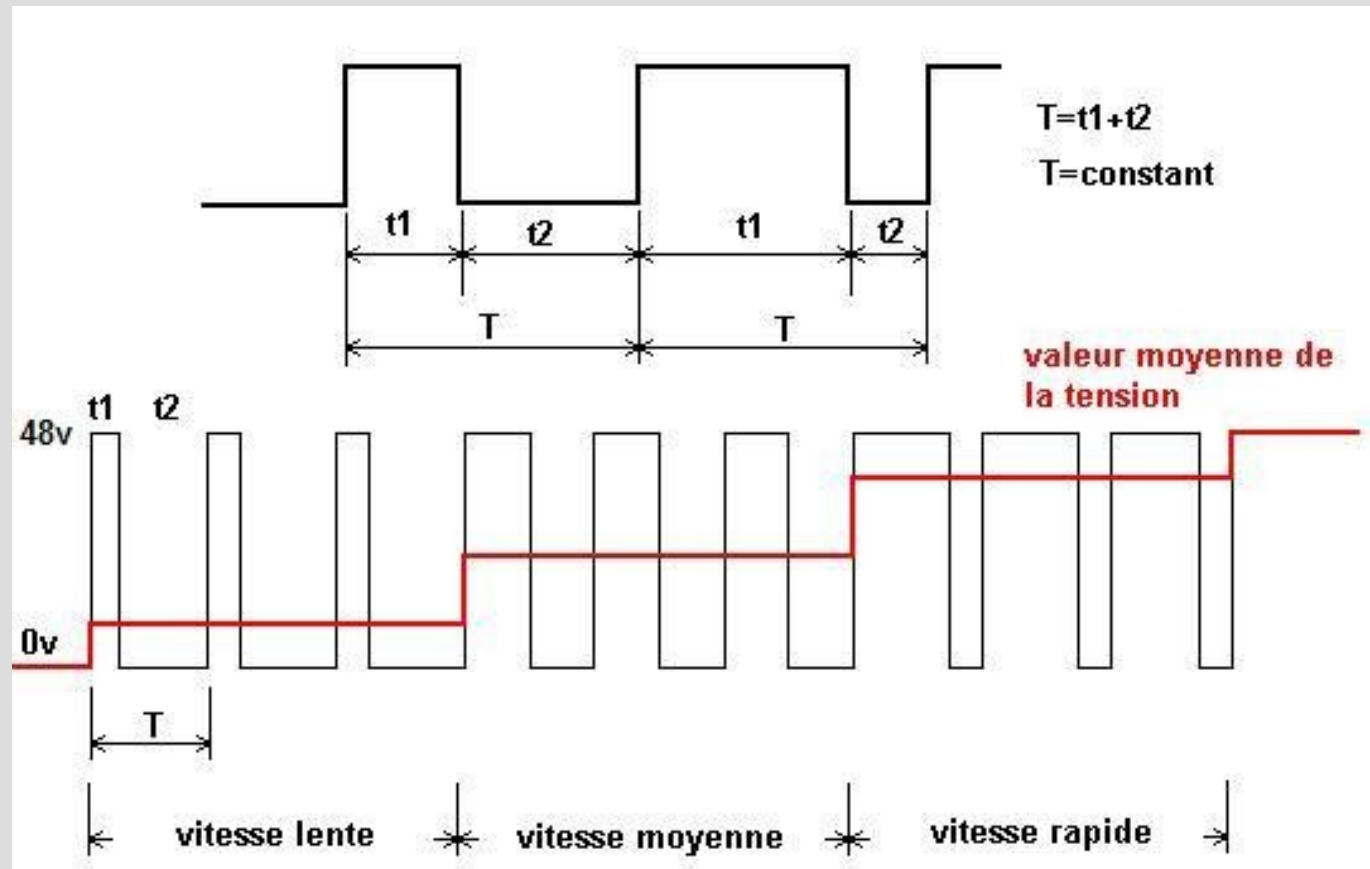 T=t1+t2
T=constant
t1 t2 t1 t2
T T
valeur moyenne de
la tension
t1 t2
48v
0v
T
vitesse lente vitesse moyenne vitesse rapide